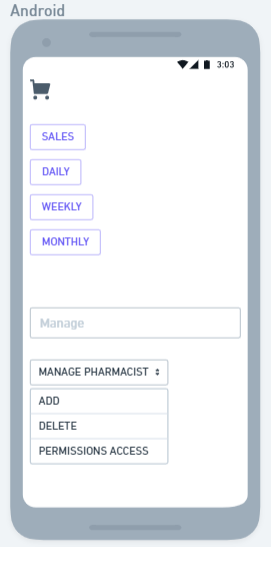 Android
3:03
SALES
DAILY
WEEKLY
MONTHLY
Manage
MANAGE PHARMACIST
ADD
DELETE
PERMISSIONS ACCESS